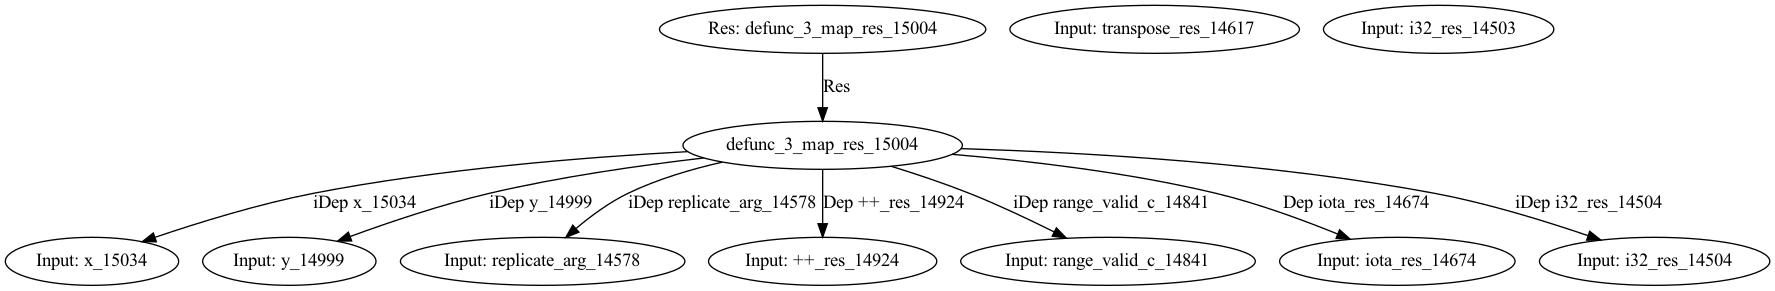 Res: defunc_3_map_res_15004
Input: transpose_res_14617
Input: i32_res_14503
Res
defunc_3_map_res_15004
iDep x_15034
iDep y_14999
iDep replicate_arg_14578
Dep ++_res_14924
iDep range_valid_c_14841
Dep iota_res_14674
iDep i32_res_14504
Input: x_15034
Input: y_14999
Input: replicate_arg_14578
Input: ++_res_14924
Input: range_valid_c_14841
Input: iota_res_14674
Input: i32_res_14504